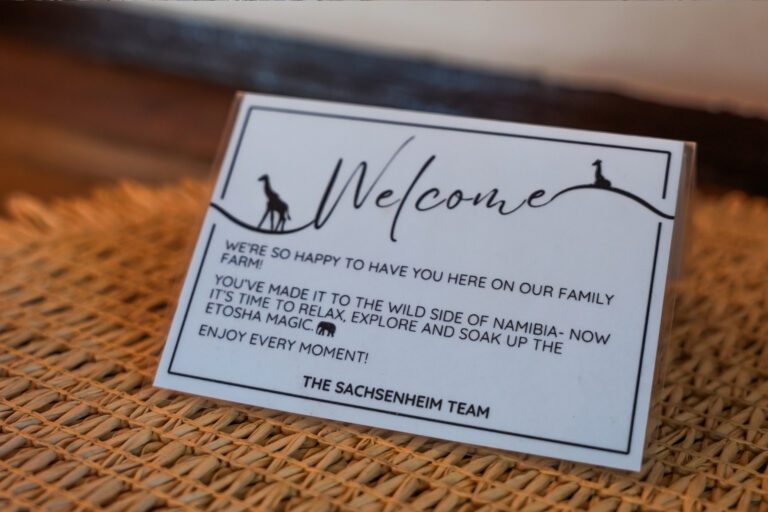 Welcome
WE'RE SO HAPPY TO HAVE YOU HERE ON OUR FAMILY
FARM!
YOU'VE MADE IT TO THE WILD SIDE OF NAMIBIA- NOW
IT'S TIME TO RELAX, EXPLORE AND SOAK UP THE
ETOSHA MAGIC.
ENJOY EVERY MOMENT!
THE SACHSENHEIM TEAM